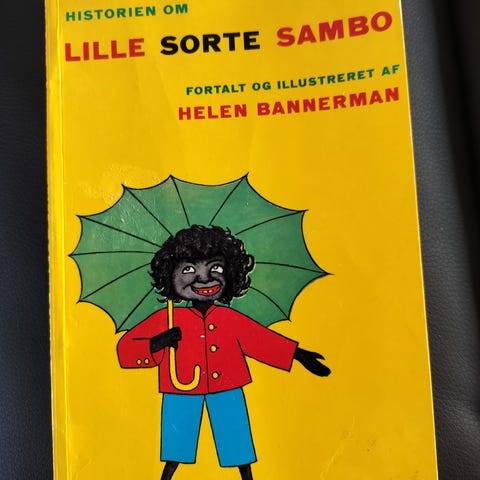 HISTORIEN OM
LILLE SORTE SAMBO
FORTALT OG ILLUSTRERET AF
HELEN BANNERMAN